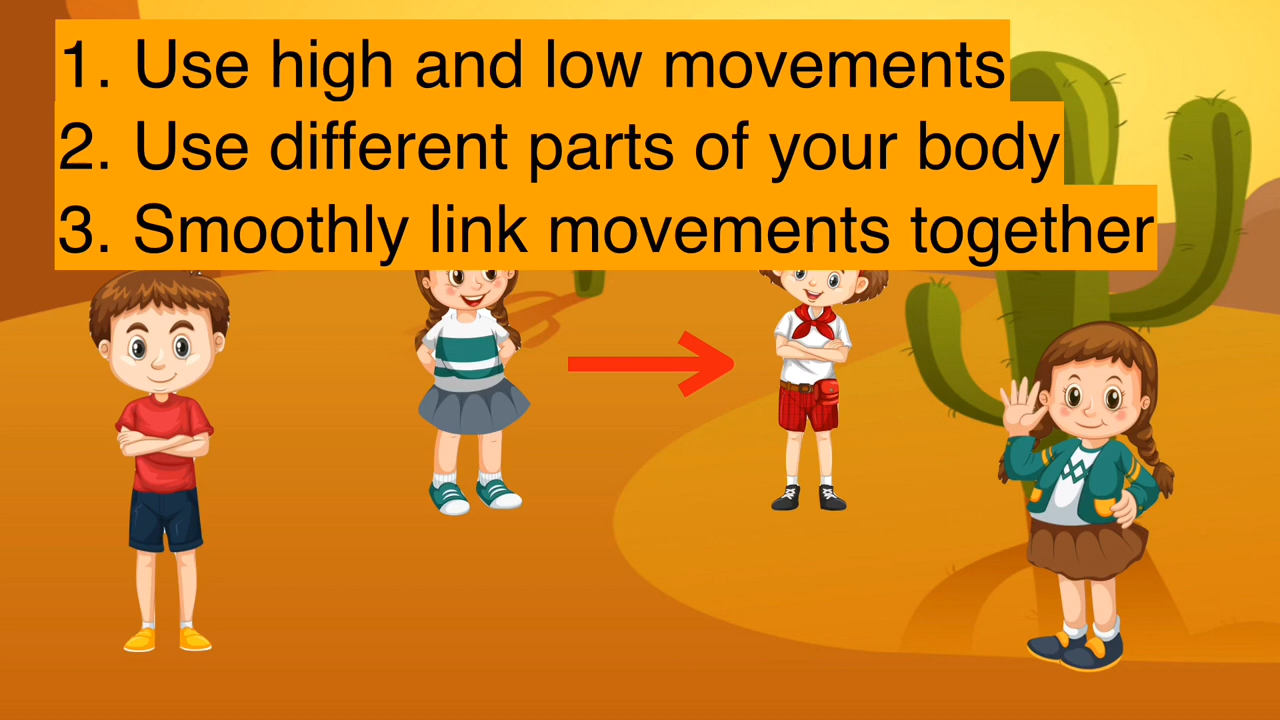 1. Use high and low movements
2. Use different parts of your body
3. Smoothly link movements together